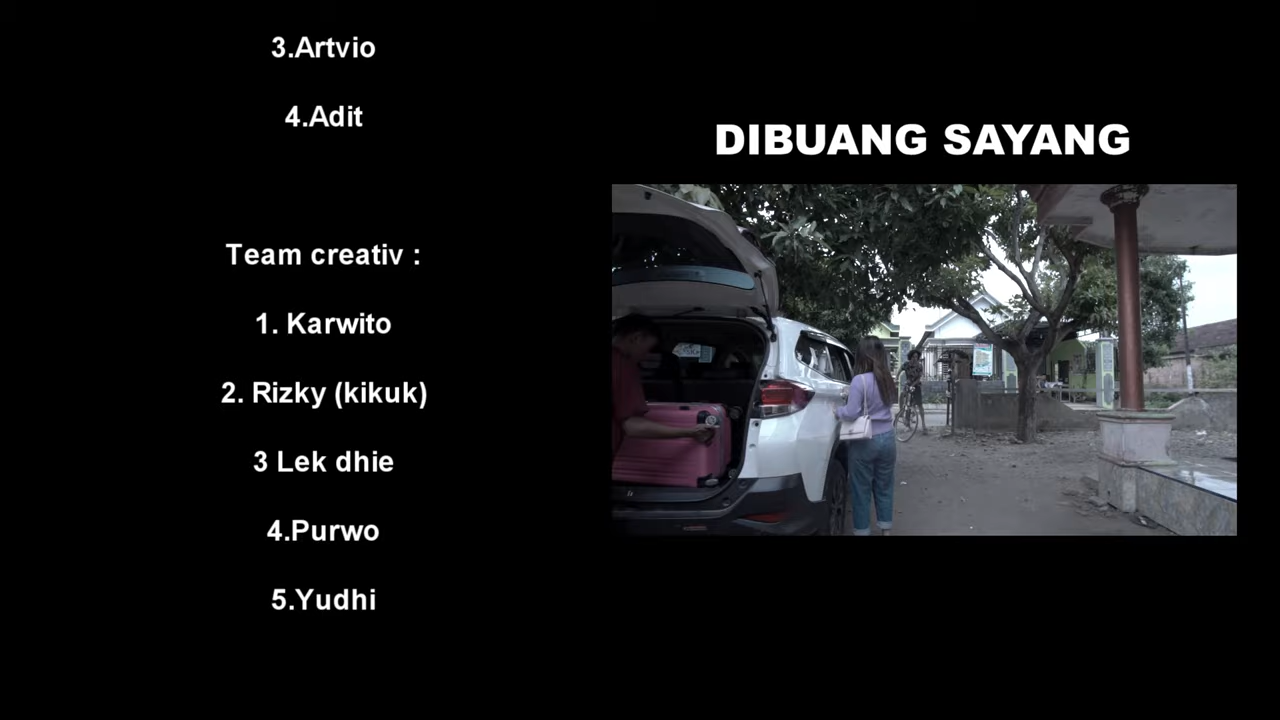 3.Artvio
4.Adit
Team creativ :
1. Karwito
2. Rizky (kikuk)
3 Lek dhie
4.Purwo
5.Yudhi
DIBUANG SAYANG